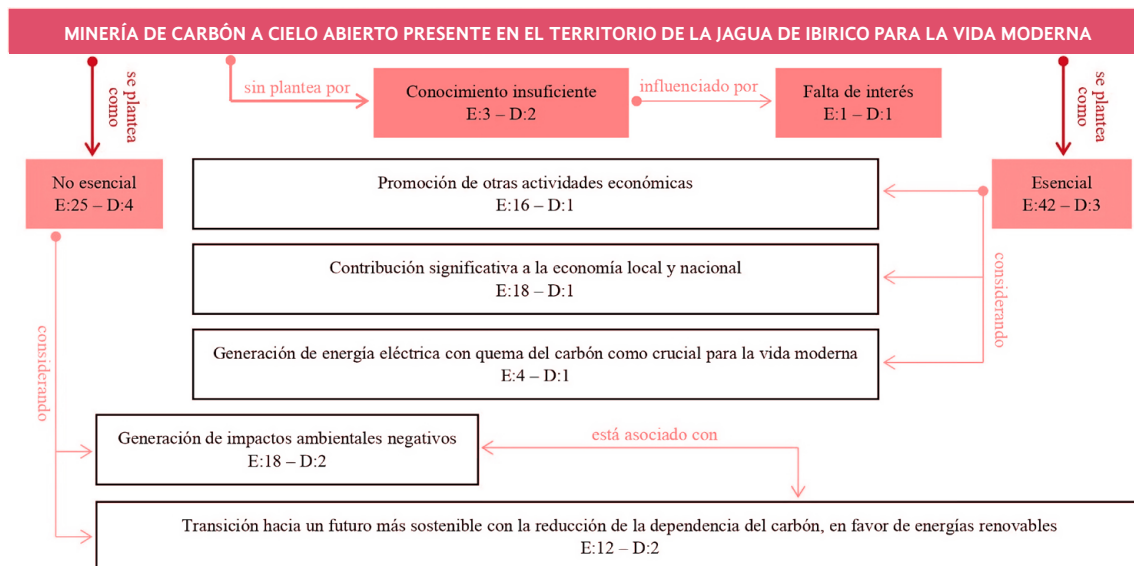 MINERÍA DE CARBÓN A CIELO ABIERTO PRESENTE EN EL TERRITORIO DE LA JAGUA DE IBIRICO PARA LA VIDA MODERNA
se plantea
como
sin plantea por
Conocimiento insuficiente
E:3 – D:2
influenciado por
Falta de interés
E:1 – D:1
se plantea
como
No esencial
E:25 – D:4
Promoción de otras actividades económicas
E:16 – D:1
Esencial
E:42 – D:3
Contribución significativa a la economía local y nacional
E:18 – D:1
considerando
Generación de energía eléctrica con quema del carbón como crucial para la vida moderna
E:4 – D:1
considerando
Generación de impactos ambientales negativos
E:18 – D:2
está asociado con
Transición hacia un futuro más sostenible con la reducción de la dependencia del carbón, en favor de energías renovables
E:12 – D:2